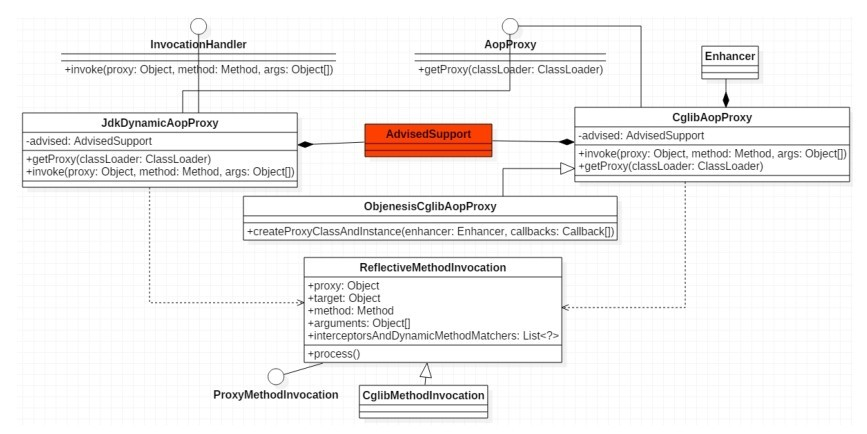 InvocationHandler
+invoke(proxy: Object, method: Method, args: Object[])
AopProxy
+getProxy(classLoader: ClassLoader)
Enhancer
JdkDynamicAopProxy
-advised: AdvisedSupport
+getProxy(classLoader: ClassLoader)
+invoke(proxy: Object, method: Method, args: Object[])
AdvisedSupport
CglibAopProxy
-advised: AdvisedSupport
+invoke(proxy: Object, method: Method, args: Object[])
+getProxy(classLoader: ClassLoader)
ObjenesisCglibAopProxy
+createProxyClassAndInstance(enhancer: Enhancer, callbacks: Callback[])
ReflectiveMethodInvocation
+proxy: Object
+target: Object
+method: Method
+arguments: Object[]
+interceptorsAndDynamicMethodMatchers: List<?>
+process()
ProxyMethodInvocation
CglibMethodInvocation